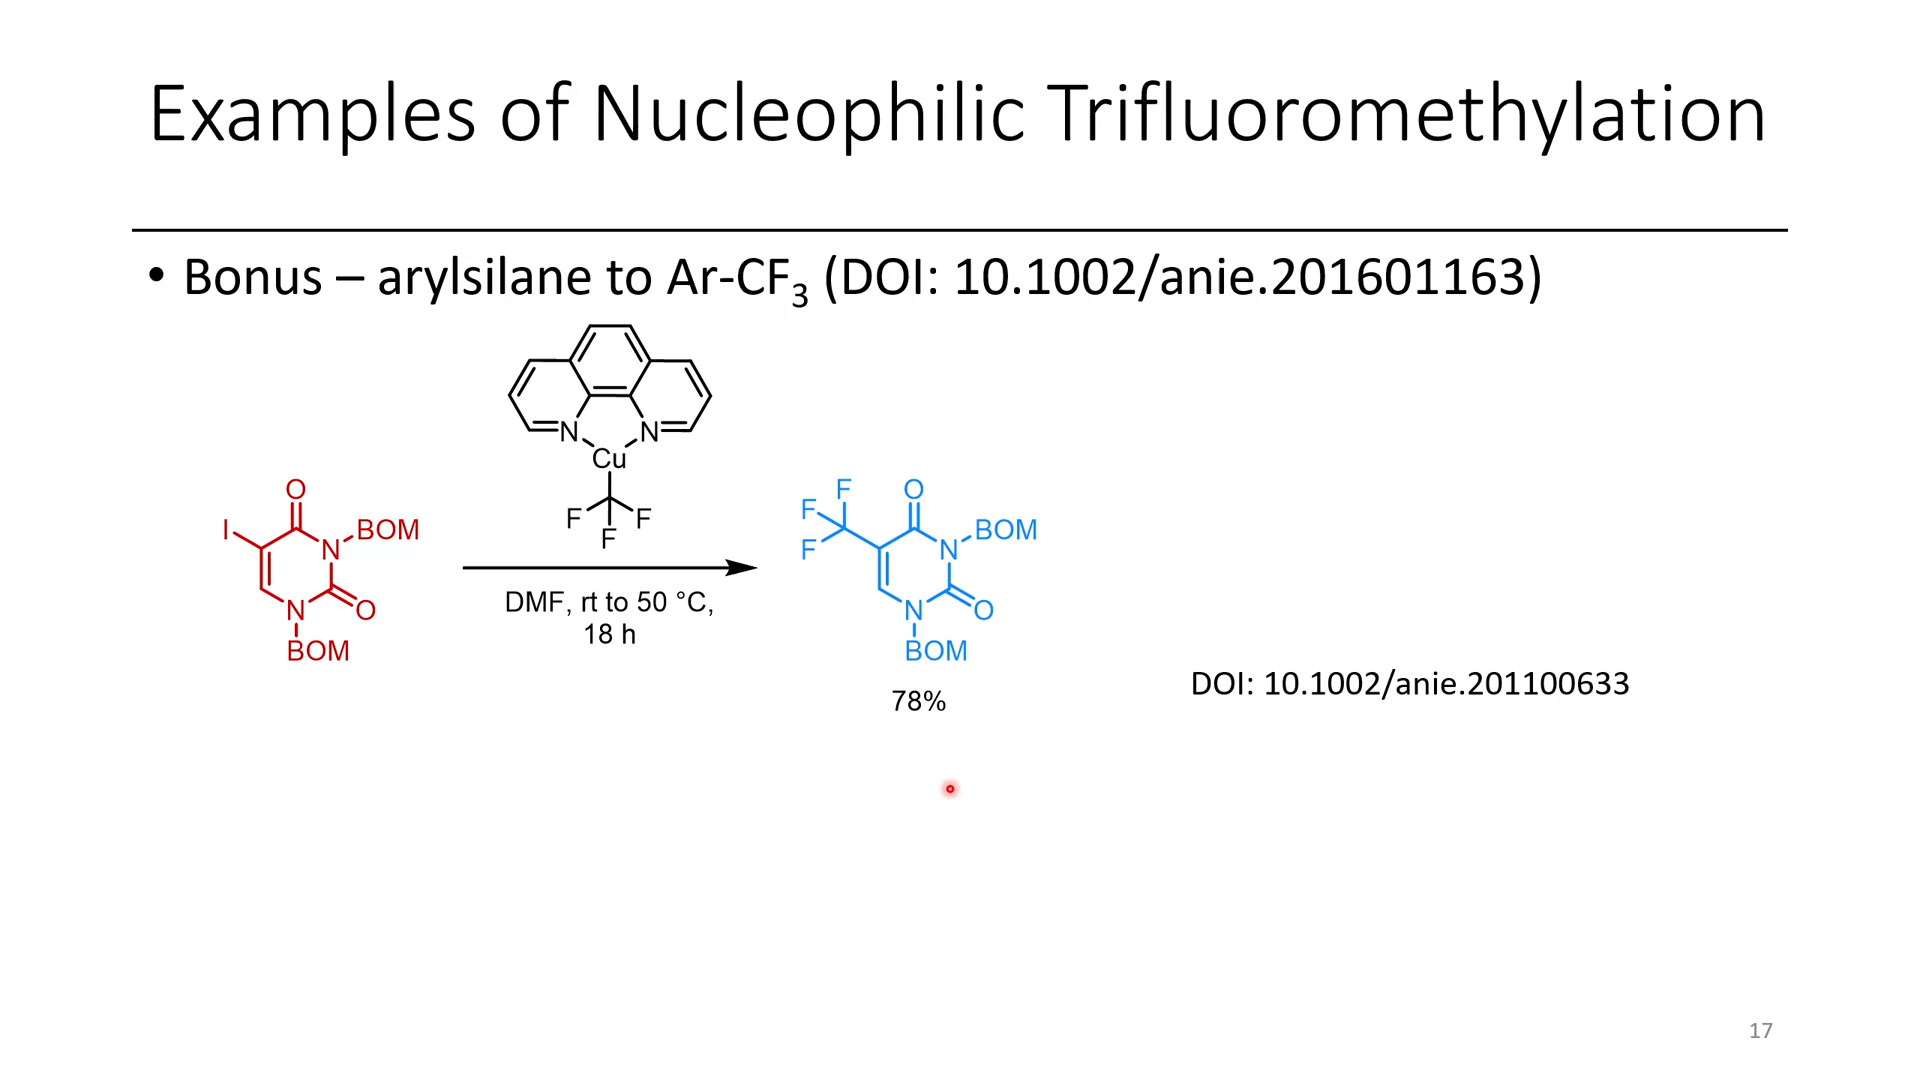 Examples of Nucleophilic Trifluoromethylation
• Bonus – arylsilane to Ar-CF₃ (DOI: 10.1002/anie.201601163)
N N
Cu
F F
F
I O
N BOM
N O
BOM
DMF, rt to 50 °C,
18 h
F O
F
F
N BOM
N O
BOM
78%
DOI: 10.1002/anie.201100633
17